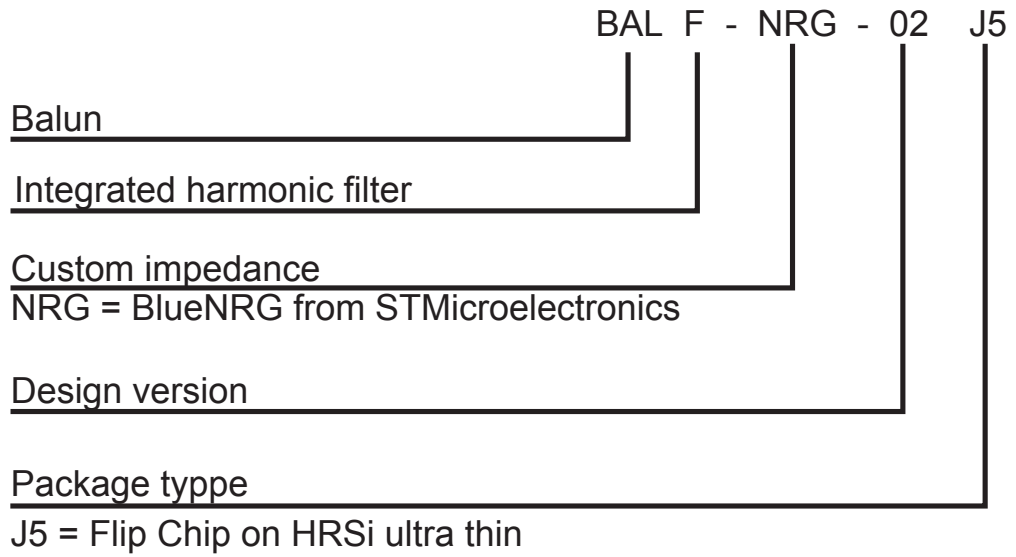 BAL F - NRG - 02 J5
Balun
Integrated harmonic filter
Custom impedance
NRG = BlueNRG from STMicroelectronics
Design version
Package typpe
J5 = Flip Chip on HRSi ultra thin